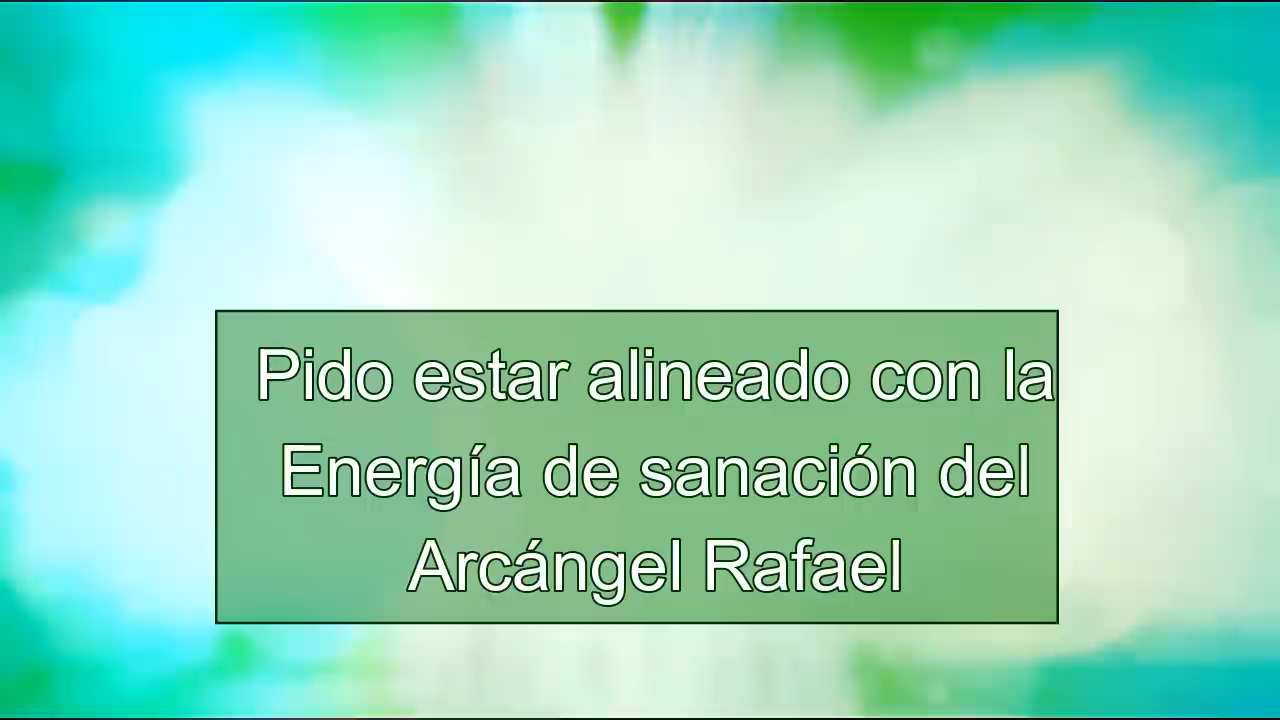 Pido estar alineado con la
Energía de sanación del
Arcángel Rafael